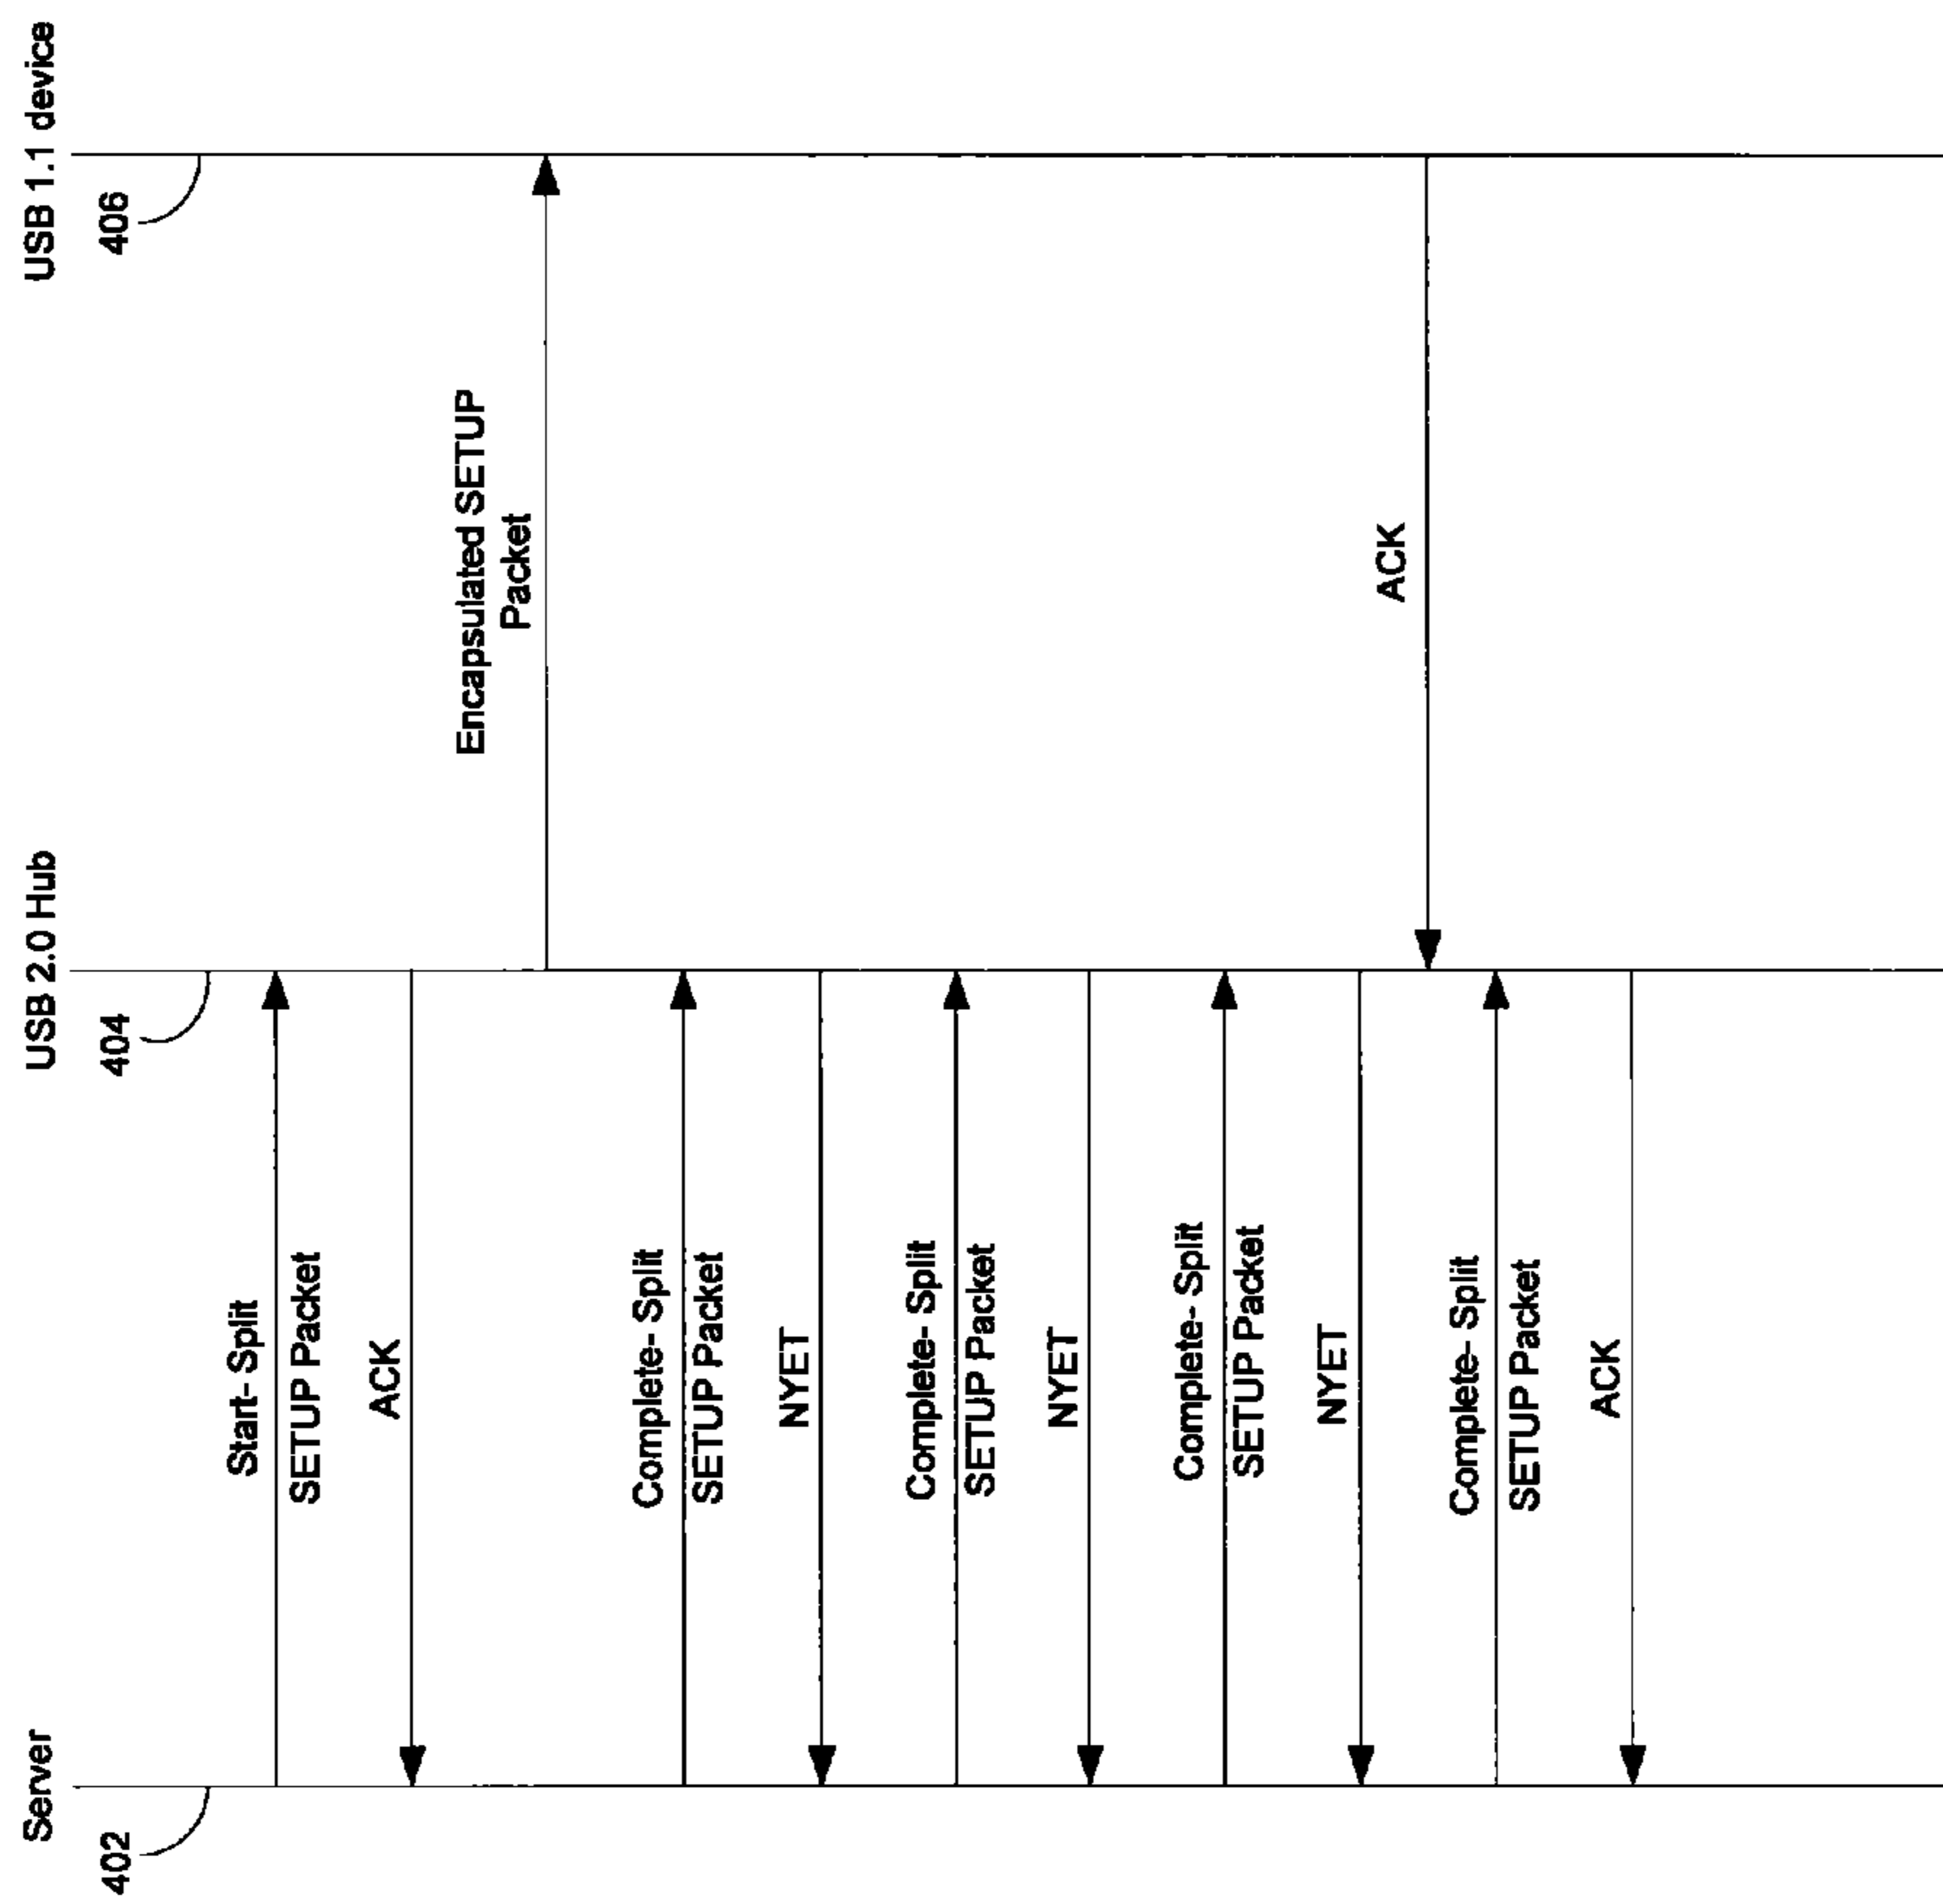 Server
USB 2.0 Hub
USB 1.1 device
402
404
406
Start- Split
SETUP Packet
ACK
Encapsulated SETUP
Packet
Complete- Split
SETUP Packet
NYET
Complete- Split
SETUP Packet
NYET
Complete- Split
SETUP Packet
NYET
ACK
Complete- Split
SETUP Packet
ACK